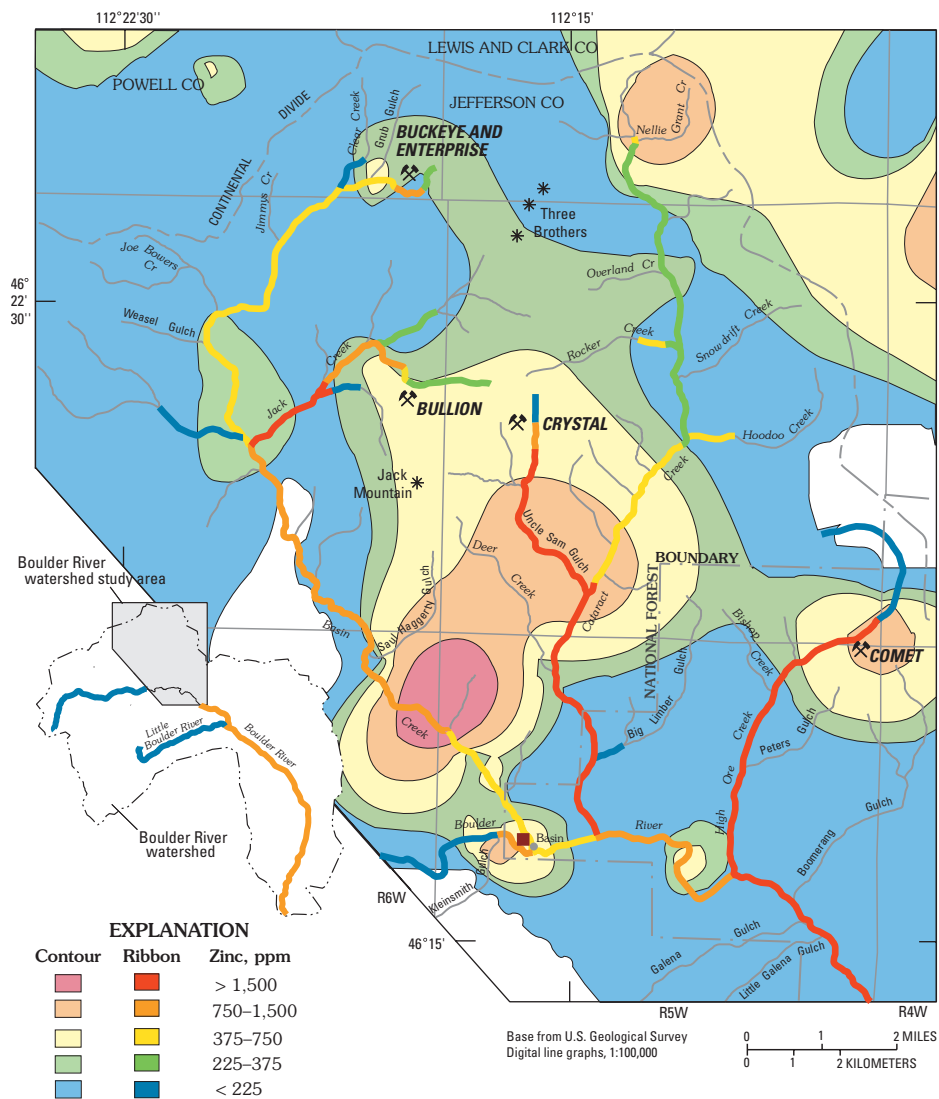 112°22'30''
112°15'
LEWIS AND CLARK CO
POWELL CO
JEFFERSON CO
CONTINENTAL DIVIDE
Clear Creek
Grub Gulch
Nellie Grant Cr
BUCKEYE AND
ENTERPRISE
Jimmys Cr
Three
Brothers
Joe Bowers
Cr
Overland Cr
46°
22'
30''
Weasel Gulch
Snowdrift Creek
Rocker Creek
Jack Creek
BULLION
CRYSTAL
Hoodoo Creek
Jack
Mountain
Uncle Sam Gulch
Deer Creek
Boulder River
watershed study area
NATIONAL FOREST BOUNDARY
Cataract Creek
Basin Creek
Saul Haggerty Gulch
Bishop Creek
COMET
Big Limber Gulch
Peters Gulch
High Ore Creek
Little
Boulder River
Boulder River
Boulder River
Basin
Boulder River
watershed
Boomerang Gulch
Kleinsmith Gulch
R6W
46°15'
Galena Gulch
Little Galena Gulch
R5W
R4W
EXPLANATION
Contour Ribbon Zinc, ppm
> 1,500
750–1,500
375–750
225–375
< 225
Base from U.S. Geological Survey
Digital line graphs, 1:100,000
0 1 2 MILES
0 1 2 KILOMETERS